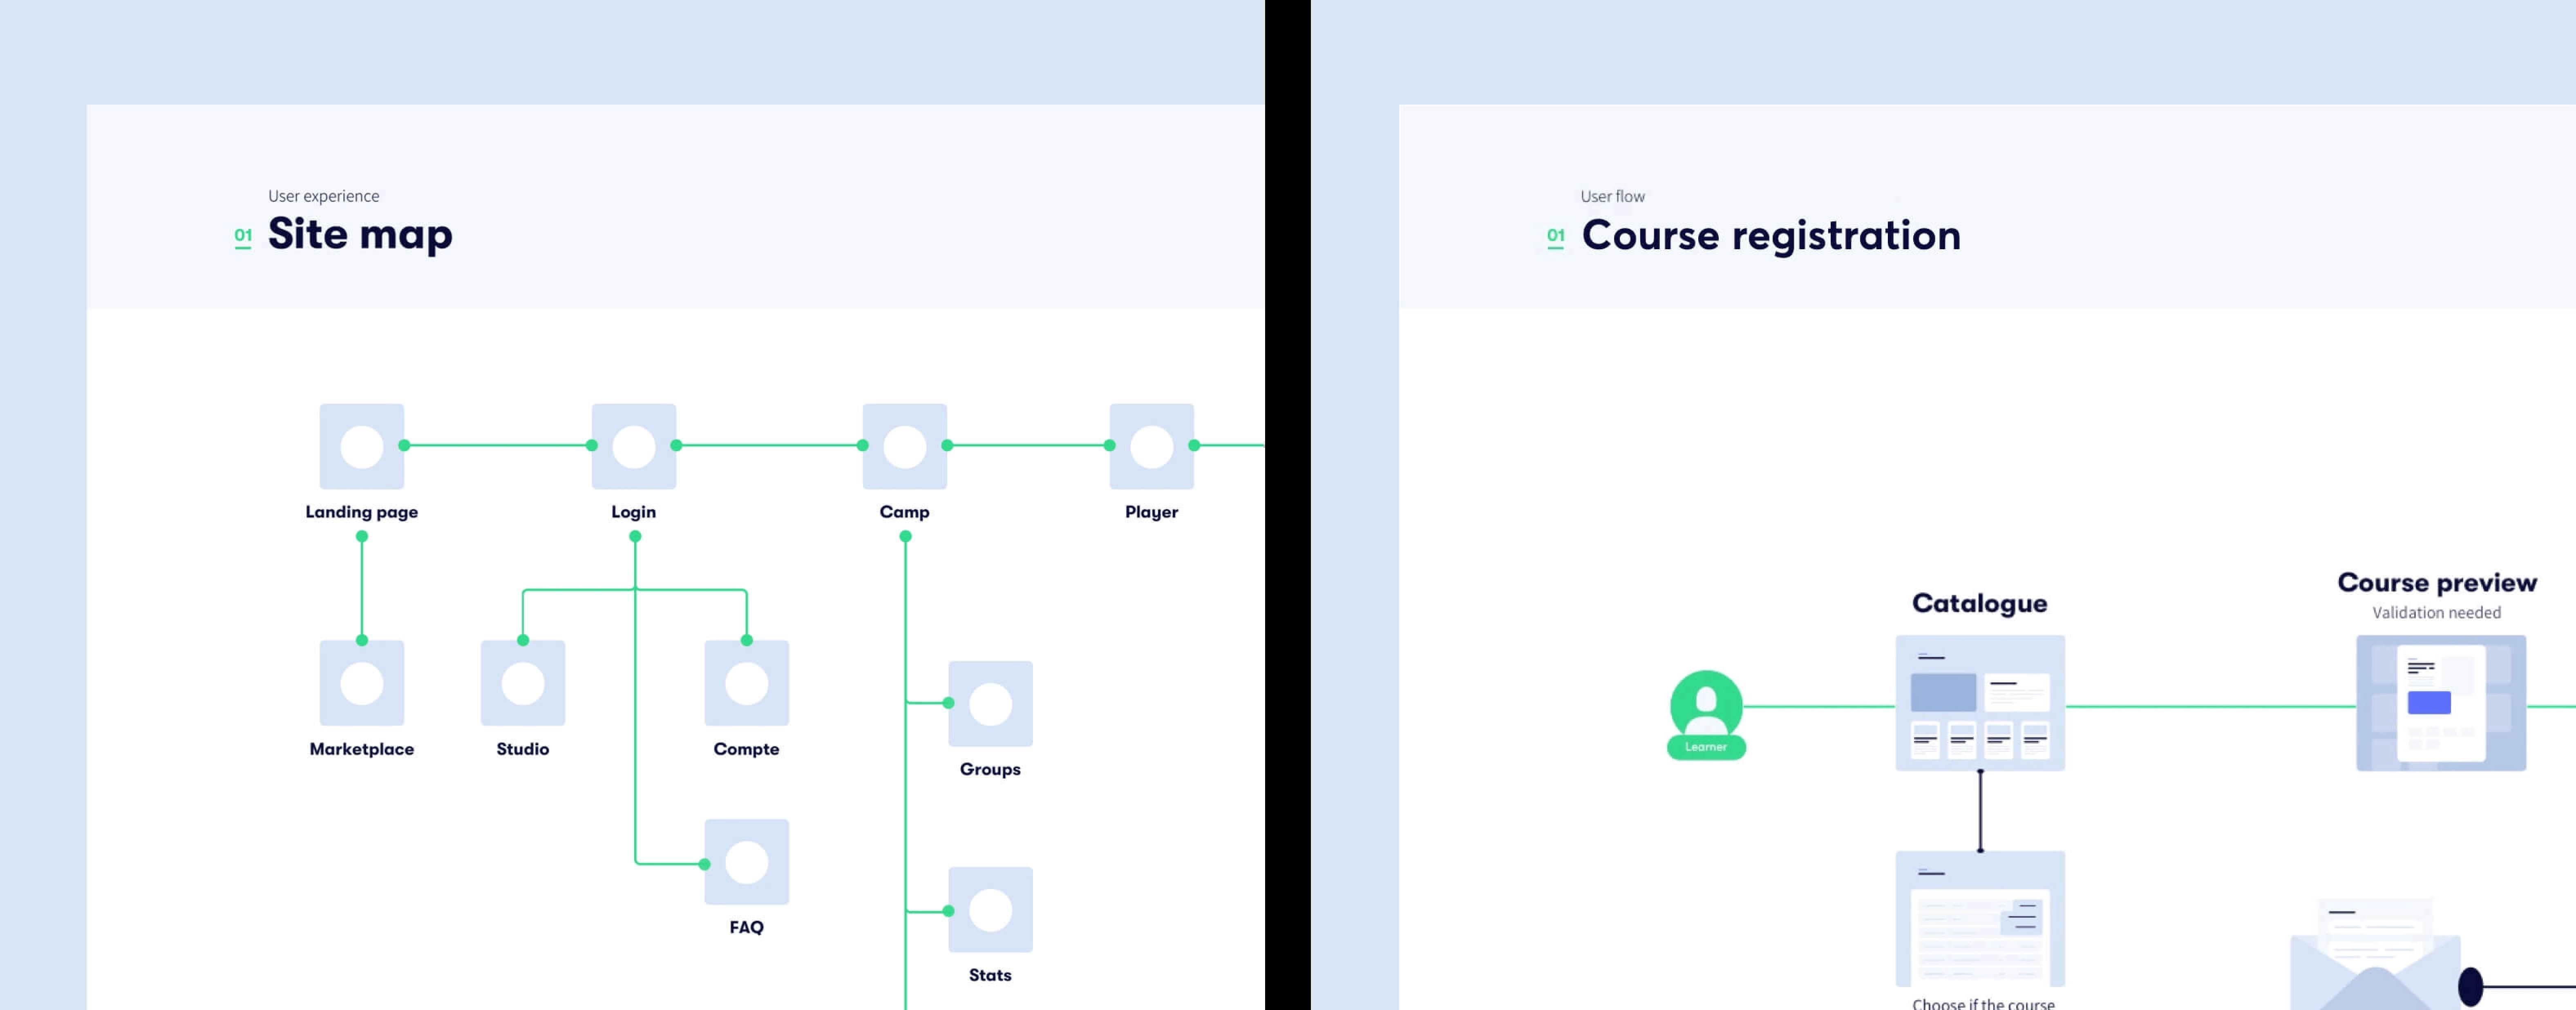 User experience
01 Site map
Landing page
Login
Camp
Player
Marketplace
Studio
Compte
Groups
FAQ
Stats
User flow
01 Course registration
Catalogue
Course preview
Validation needed
Learner
Choose if the course